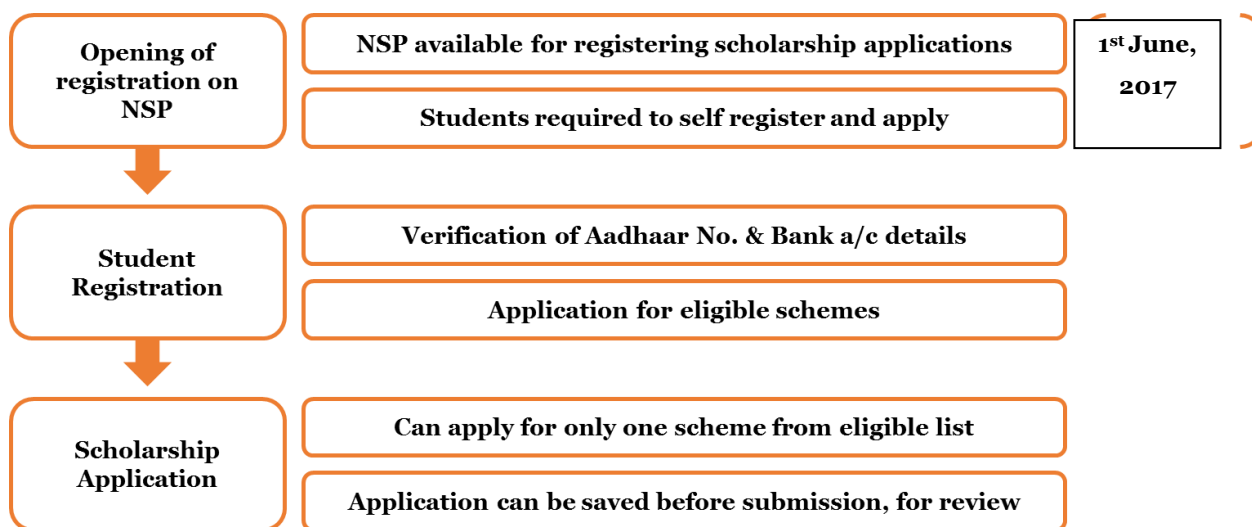 Opening of
registration on
NSP
NSP available for registering scholarship applications
Students required to self register and apply
1st June,
2017
Student
Registration
Verification of Aadhaar No. & Bank a/c details
Application for eligible schemes
Scholarship
Application
Can apply for only one scheme from eligible list
Application can be saved before submission, for review